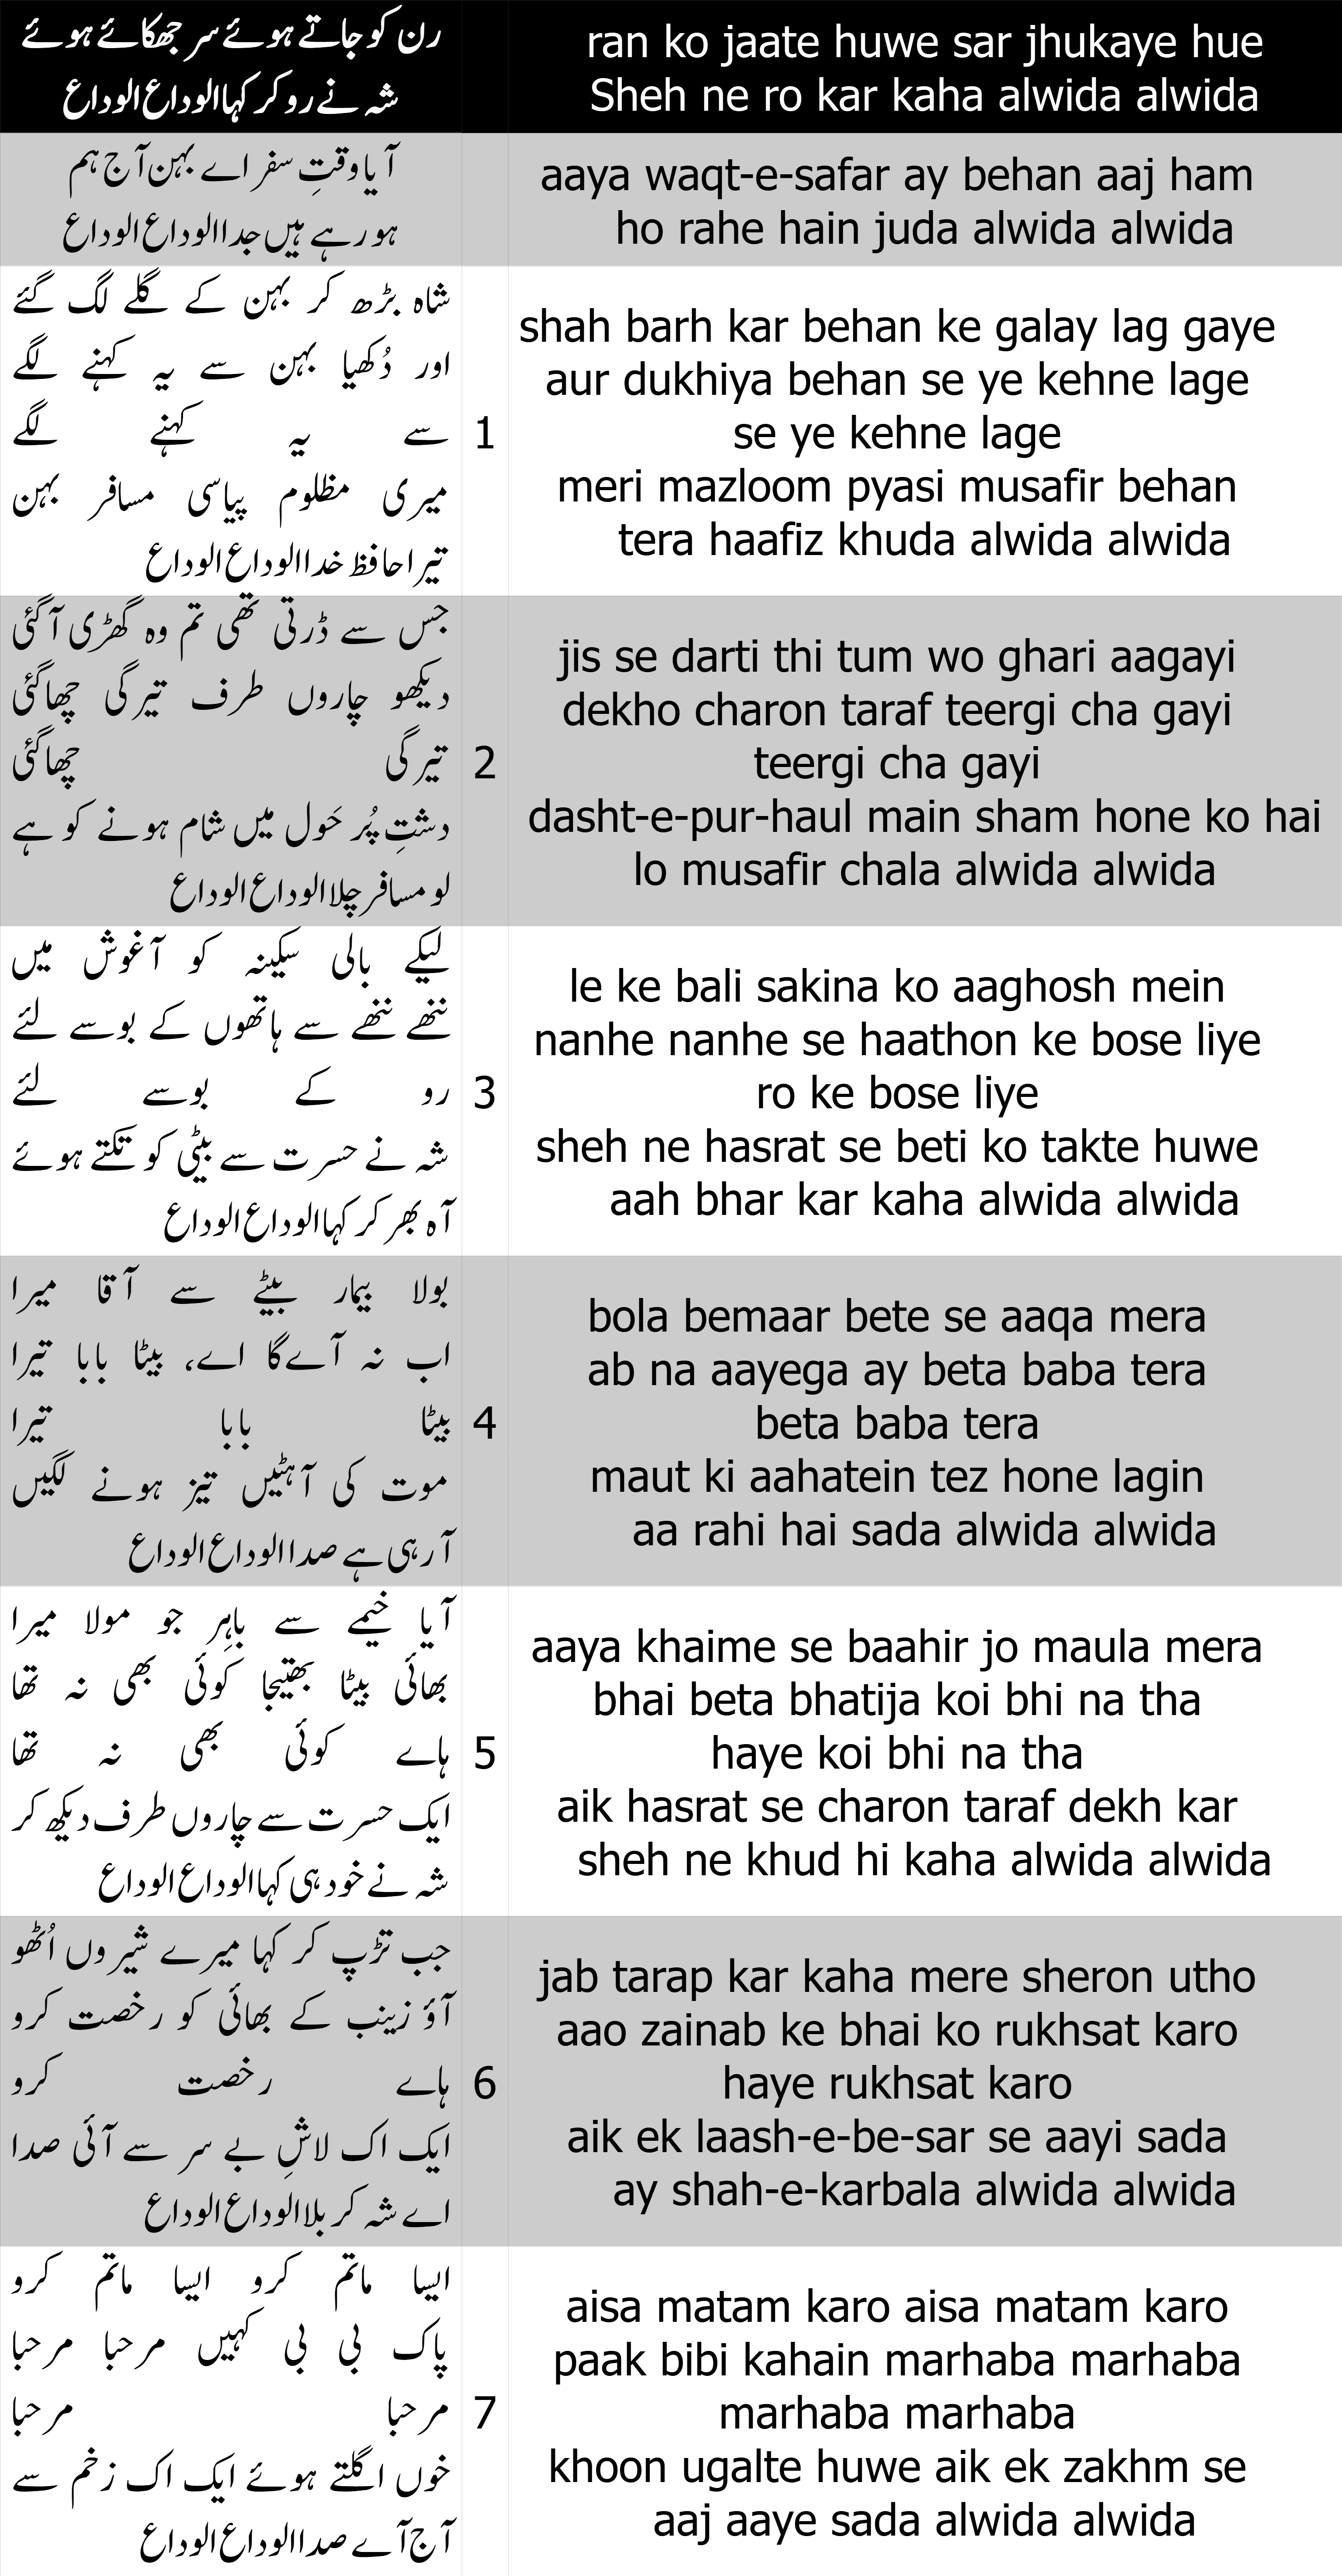 رن کو جاتے ہوئے سر جھکائے ہوئے
شہ نے رو کر کہا الوداع الوداع
ran ko jaate huwe sar jhukaye hue
Sheh ne ro kar kaha alwida alwida
آیا وقتِ سفر اے بہن آج ہم
ہو رہے ہیں جدا الوداع الوداع
aaya waqt-e-safar ay behan aaj ham
ho rahe hain juda alwida alwida
شاہ بڑھ کر بہن کے گلے لگ گئے
اور دُکھیا بہن سے یہ کہنے لگے
سے یہ کہنے لگے
میری مظلوم پیاسی مسافر بہن
تیرا حافظ خدا الوداع الوداع
1
shah barh kar behan ke galay lag gaye
aur dukhiya behan se ye kehne lage
se ye kehne lage
meri mazloom pyasi musafir behan
tera haafiz khuda alwida alwida
جس سے ڈرتی تھی تم وہ گھڑی آگئی
دیکھو چاروں طرف تیرگی چھاگئی
تیرگی چھاگئی
دشتِ پُر حَول میں شام ہونے کو ہے
لو مسافر چلا الوداع الوداع
2
jis se darti thi tum wo ghari aagayi
dekho charon taraf teergi cha gayi
teergi cha gayi
dasht-e-pur-haul main sham hone ko hai
lo musafir chala alwida alwida
لیکے بالی سکینہ کو آغوش میں
ننھے ننھے سے ہاتھوں کے بوسے لئے
رو کے بوسے لئے
شہ نے حسرت سے بیٹی کو تکتے ہوئے
آہ بھر کر کہا الوداع الوداع
3
le ke bali sakina ko aaghosh mein
nanhe nanhe se haathon ke bose liye
ro ke bose liye
sheh ne hasrat se beti ko takte huwe
aah bhar kar kaha alwida alwida
بولا بیمار بیٹے سے آقا میرا
اب نہ آےگا اے، بیٹا بابا تیرا
بیٹا بابا تیرا
موت کی آہٹیں تیز ہونے لگیں
آ رہی ہے صدا الوداع الوداع
4
bola bemaar bete se aaqa mera
ab na aayega ay beta baba tera
beta baba tera
maut ki aahatein tez hone lagin
aa rahi hai sada alwida alwida
آیا خیمے سے باہِر جو مولا میرا
بھائی بیٹا بھتیجا کوئی بھی نہ تھا
ہاے کوئی بھی نہ تھا
ایک حسرت سے چاروں طرف دیکھ کر
شہ نے خود ہی کہا الوداع الوداع
5
aaya khaime se baahir jo maula mera
bhai beta bhatija koi bhi na tha
haye koi bhi na tha
aik hasrat se charon taraf dekh kar
sheh ne khud hi kaha alwida alwida
جب تڑپ کر کہا میرے شیروں اُٹھو
آؤ زینب کے بھائی کو رخصت کرو
ہاے رخصت کرو
ایک اک لاشِ بے سر سے آئی صدا
اے شہ کربلا الوداع الوداع
6
jab tarap kar kaha mere sheron utho
aao zainab ke bhai ko rukhsat karo
haye rukhsat karo
aik ek laash-e-be-sar se aayi sada
ay shah-e-karbala alwida alwida
ایسا ماتم کرو ایسا ماتم کرو
پاک بی بی کہیں مرحبا مرحبا
مرحبا مرحبا
خوں اگلتے ہوئے ایک اک زخم سے
آج آے صدا الوداع الوداع
7
aisa matam karo aisa matam karo
paak bibi kahain marhaba marhaba
marhaba marhaba
khoon ugalte huwe aik ek zakhm se
aaj aaye sada alwida alwida